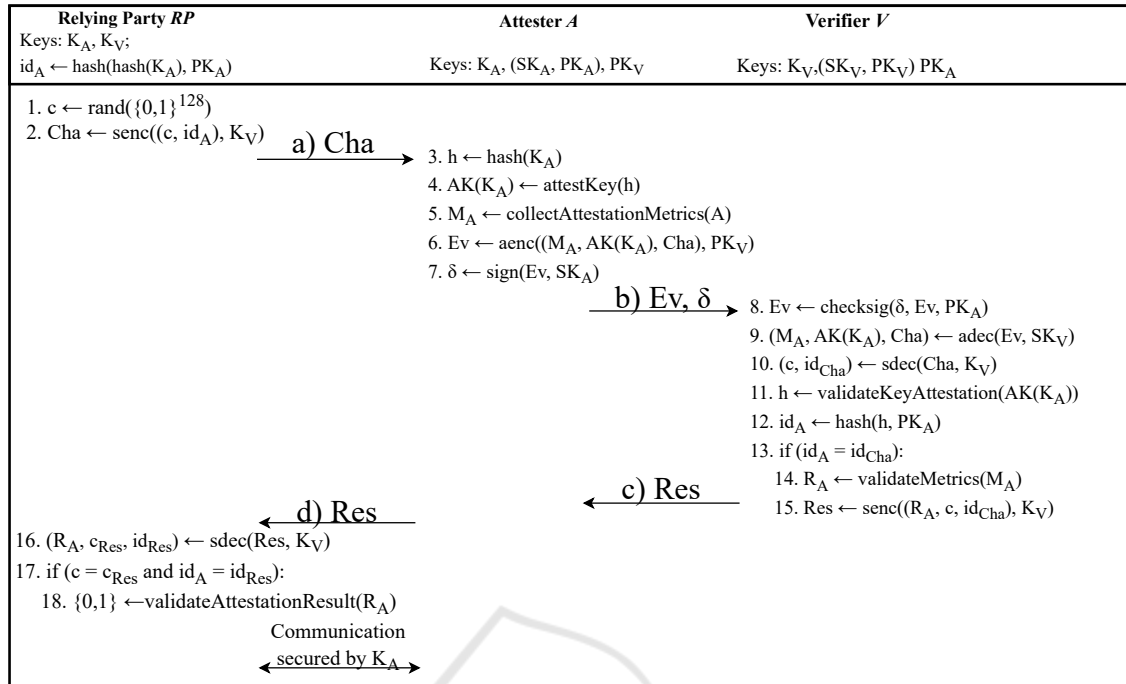 Relying Party RP
Keys: K_A, K_V;
id_A ← hash(hash(K_A), PK_A)
Attester A
Keys: K_A, (SK_A, PK_A), PK_V
Verifier V
Keys: K_V,(SK_V, PK_V) PK_A
1. c ← rand({0,1}^128)
2. Cha ← senc((c, id_A), K_V)
a) Cha
3. h ← hash(K_A)
4. AK(K_A) ← attestKey(h)
5. M_A ← collectAttestationMetrics(A)
6. Ev ← aenc((M_A, AK(K_A), Cha), PK_V)
7. δ ← sign(Ev, SK_A)
b) Ev, δ
8. Ev ← checksig(δ, Ev, PK_A)
9. (M_A, AK(K_A), Cha) ← adec(Ev, SK_V)
10. (c, id_Cha) ← sdec(Cha, K_V)
11. h ← validateKeyAttestation(AK(K_A))
12. id_A ← hash(h, PK_A)
13. if (id_A = id_Cha):
14. R_A ← validateMetrics(M_A)
15. Res ← senc((R_A, c, id_Cha), K_V)
c) Res
d) Res
16. (R_A, c_Res, id_Res) ← sdec(Res, K_V)
17. if (c = c_Res and id_A = id_Res):
18. {0,1} ←validateAttestationResult(R_A)
Communication
secured by K_A